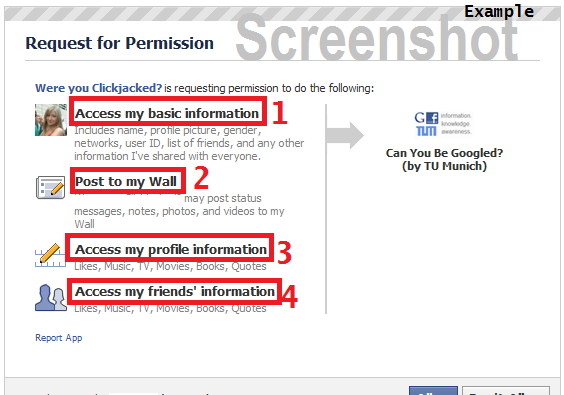 Example
Screenshot
Request for Permission
Were you Clickjacked? is requesting permission to do the following:
Access my basic information 1
Includes name, profile picture, gender,
networks, user ID, list of friends, and any other
information I've shared with everyone.
Post to my Wall 2
may post status
messages, notes, photos, and videos to my
Wall
Access my profile information 3
Likes, Music, TV, Movies, Books, Quotes
Access my friends' information 4
Likes, Music, TV, Movies, Books, Quotes
Report App
G f information.
TUM knowledge.
awareness.
Can You Be Googled?
(by TU Munich)